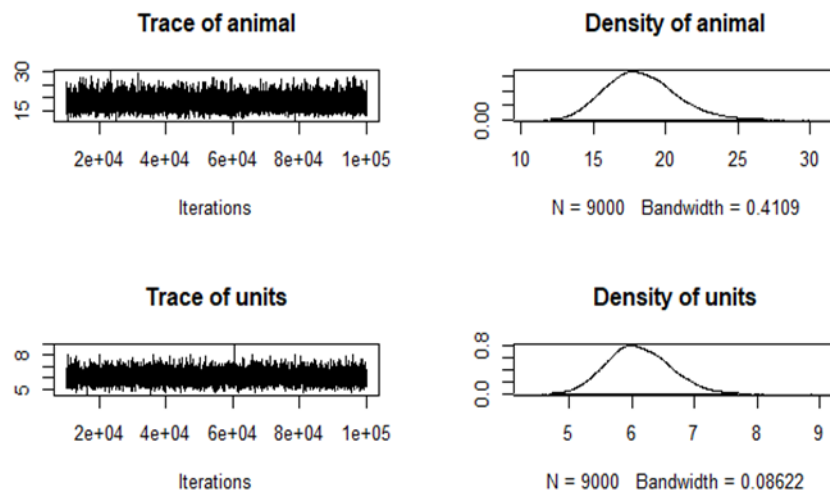 Trace of animal
30
15
2e+04 4e+04 6e+04 8e+04 1e+05
Iterations
Density of animal
0.00
10 15 20 25 30
N = 9000 Bandwidth = 0.4109
Trace of units
8
5
2e+04 4e+04 6e+04 8e+04 1e+05
Iterations
Density of units
0.8
0.0
5 6 7 8 9
N = 9000 Bandwidth = 0.08622